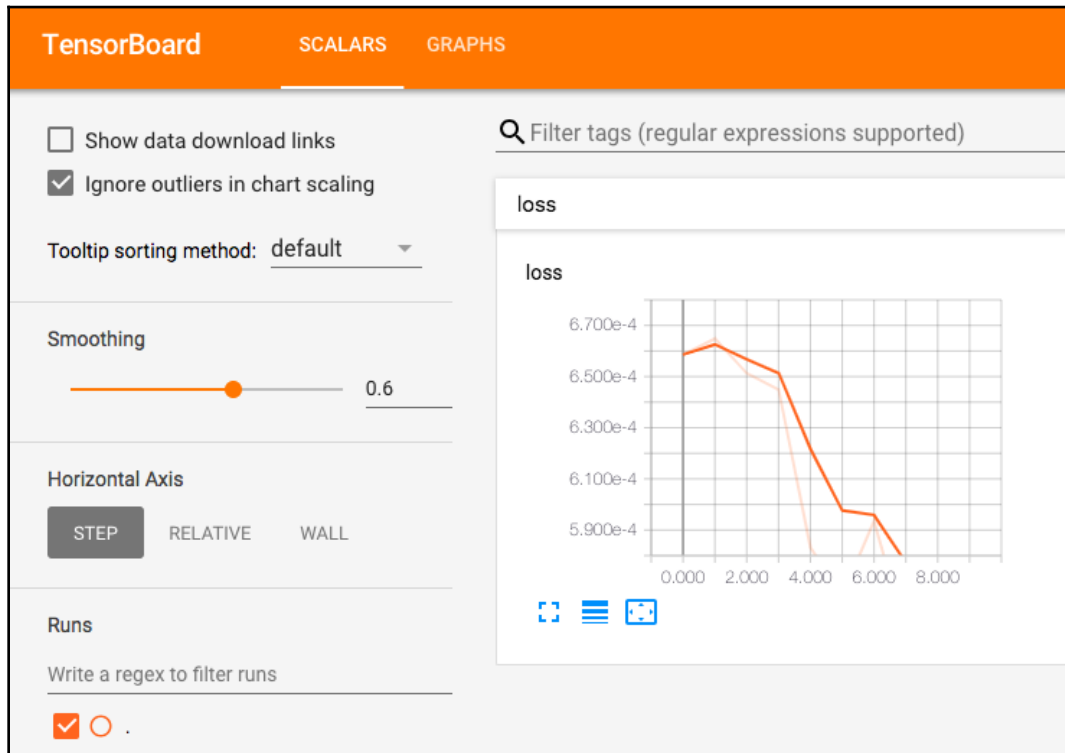 TensorBoard SCALARS GRAPHS
Show data download links
Ignore outliers in chart scaling
Tooltip sorting method: default
Smoothing
0.6
Horizontal Axis
STEP RELATIVE WALL
Runs
Write a regex to filter runs
.
Filter tags (regular expressions supported)
loss
loss
6.700e-4
6.500e-4
6.300e-4
6.100e-4
5.900e-4
0.000 2.000 4.000 6.000 8.000